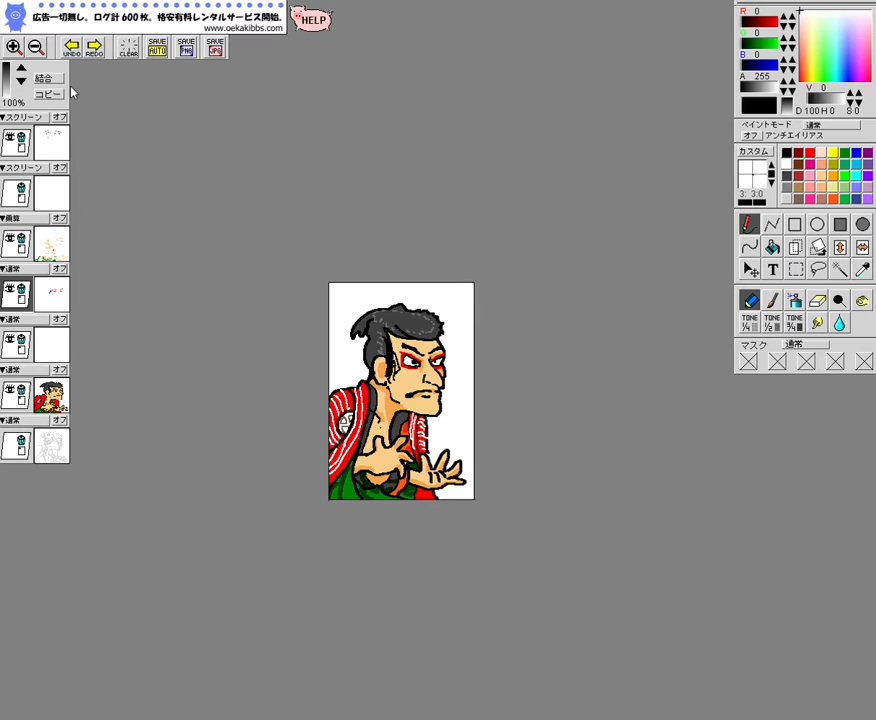 広告一切無し。ログ計600枚。格安有料レンタルサービス開始。
www.oekakibbs.com
HELP
UNDO REDO CLEAR SAVE AUTO SAVE PNG SAVE JPG
結合
コピー
100%
▼スクリーン オフ
▼スクリーン オフ
▼乗算 オフ
▼通常 オフ
▼通常 オフ
▼通常 オフ
▼通常 オフ
R 0
G 0
B 0
A 255
V 0
D100 H 0 S 0
ペイントモード 通常
オフ アンチエイリアス
カスタム
3: 3:0
T
TONE 1/4 TONE 1/2 TONE 3/4
マスク 通常